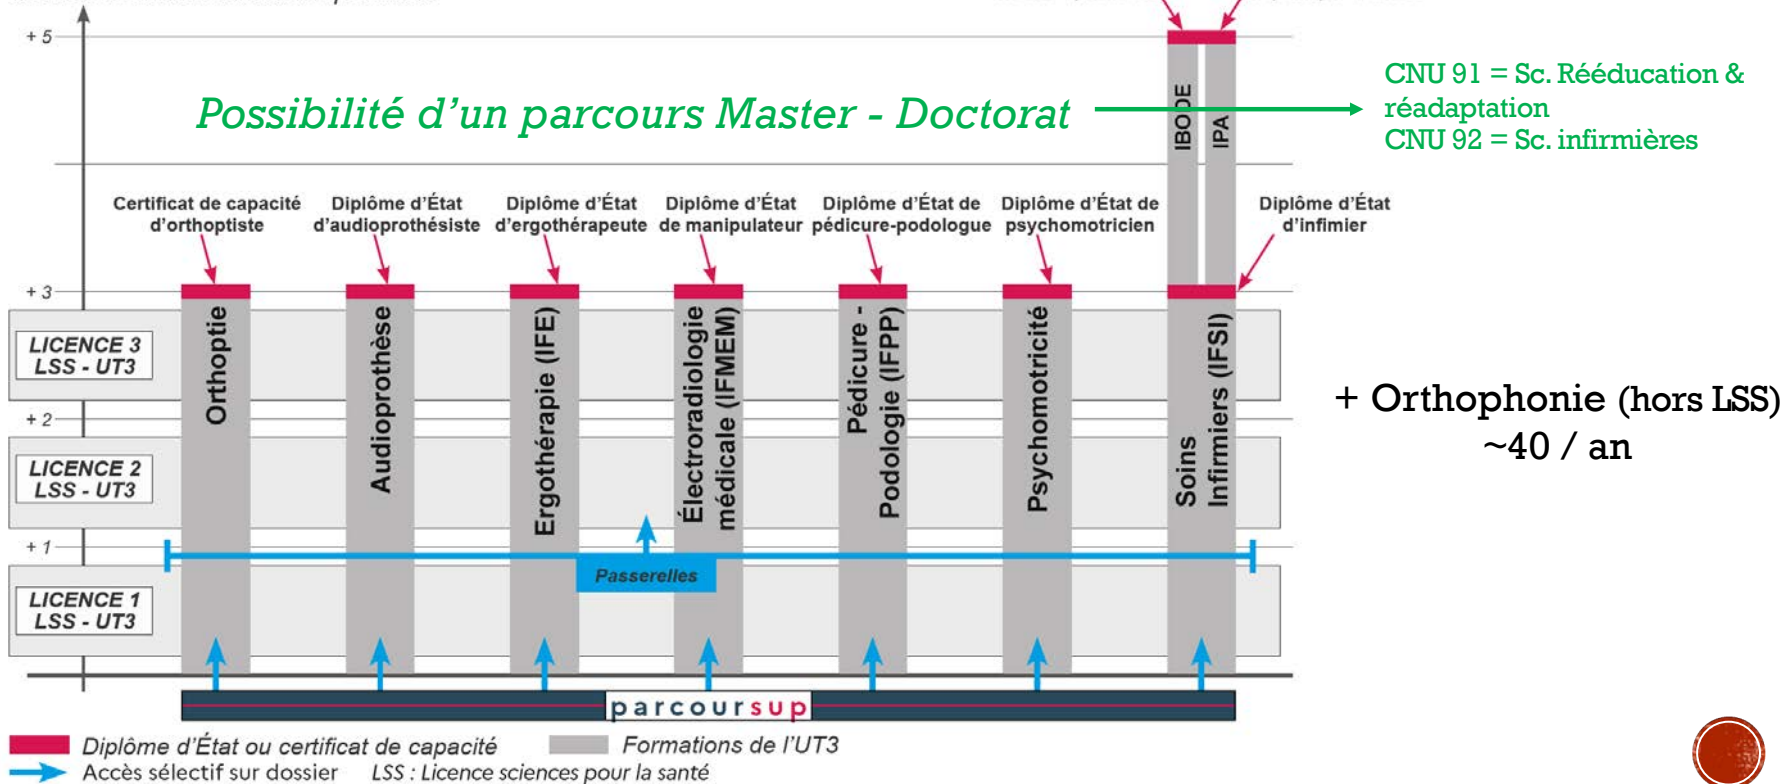 + 5
Possibilité d'un parcours Master - Doctorat
CNU 91 = Sc. Rééducation &
réadaptation
CNU 92 = Sc. infirmières
IBODE
IPA
Certificat de capacité
d'orthoptiste
Diplôme d'État
d'audioprothésiste
Diplôme d'État
d'ergothérapeute
Diplôme d'État
de manipulateur
Diplôme d'État de
pédicure-podologue
Diplôme d'État de
psychomotricien
Diplôme d'État
d'infimier
+ 3
LICENCE 3
LSS - UT3
Orthoptie
Audioprothèse
Ergothérapie (IFE)
Électroradiologie
médicale (IFMEM)
Pédicure -
Podologie (IFPP)
Psychomotricité
Soins
Infirmiers (IFSI)
+ Orthophonie (hors LSS)
~40 / an
+ 2
LICENCE 2
LSS - UT3
+ 1
Passerelles
LICENCE 1
LSS - UT3
parcoursup
Diplôme d'État ou certificat de capacité
Formations de l'UT3
Accès sélectif sur dossier
LSS : Licence sciences pour la santé